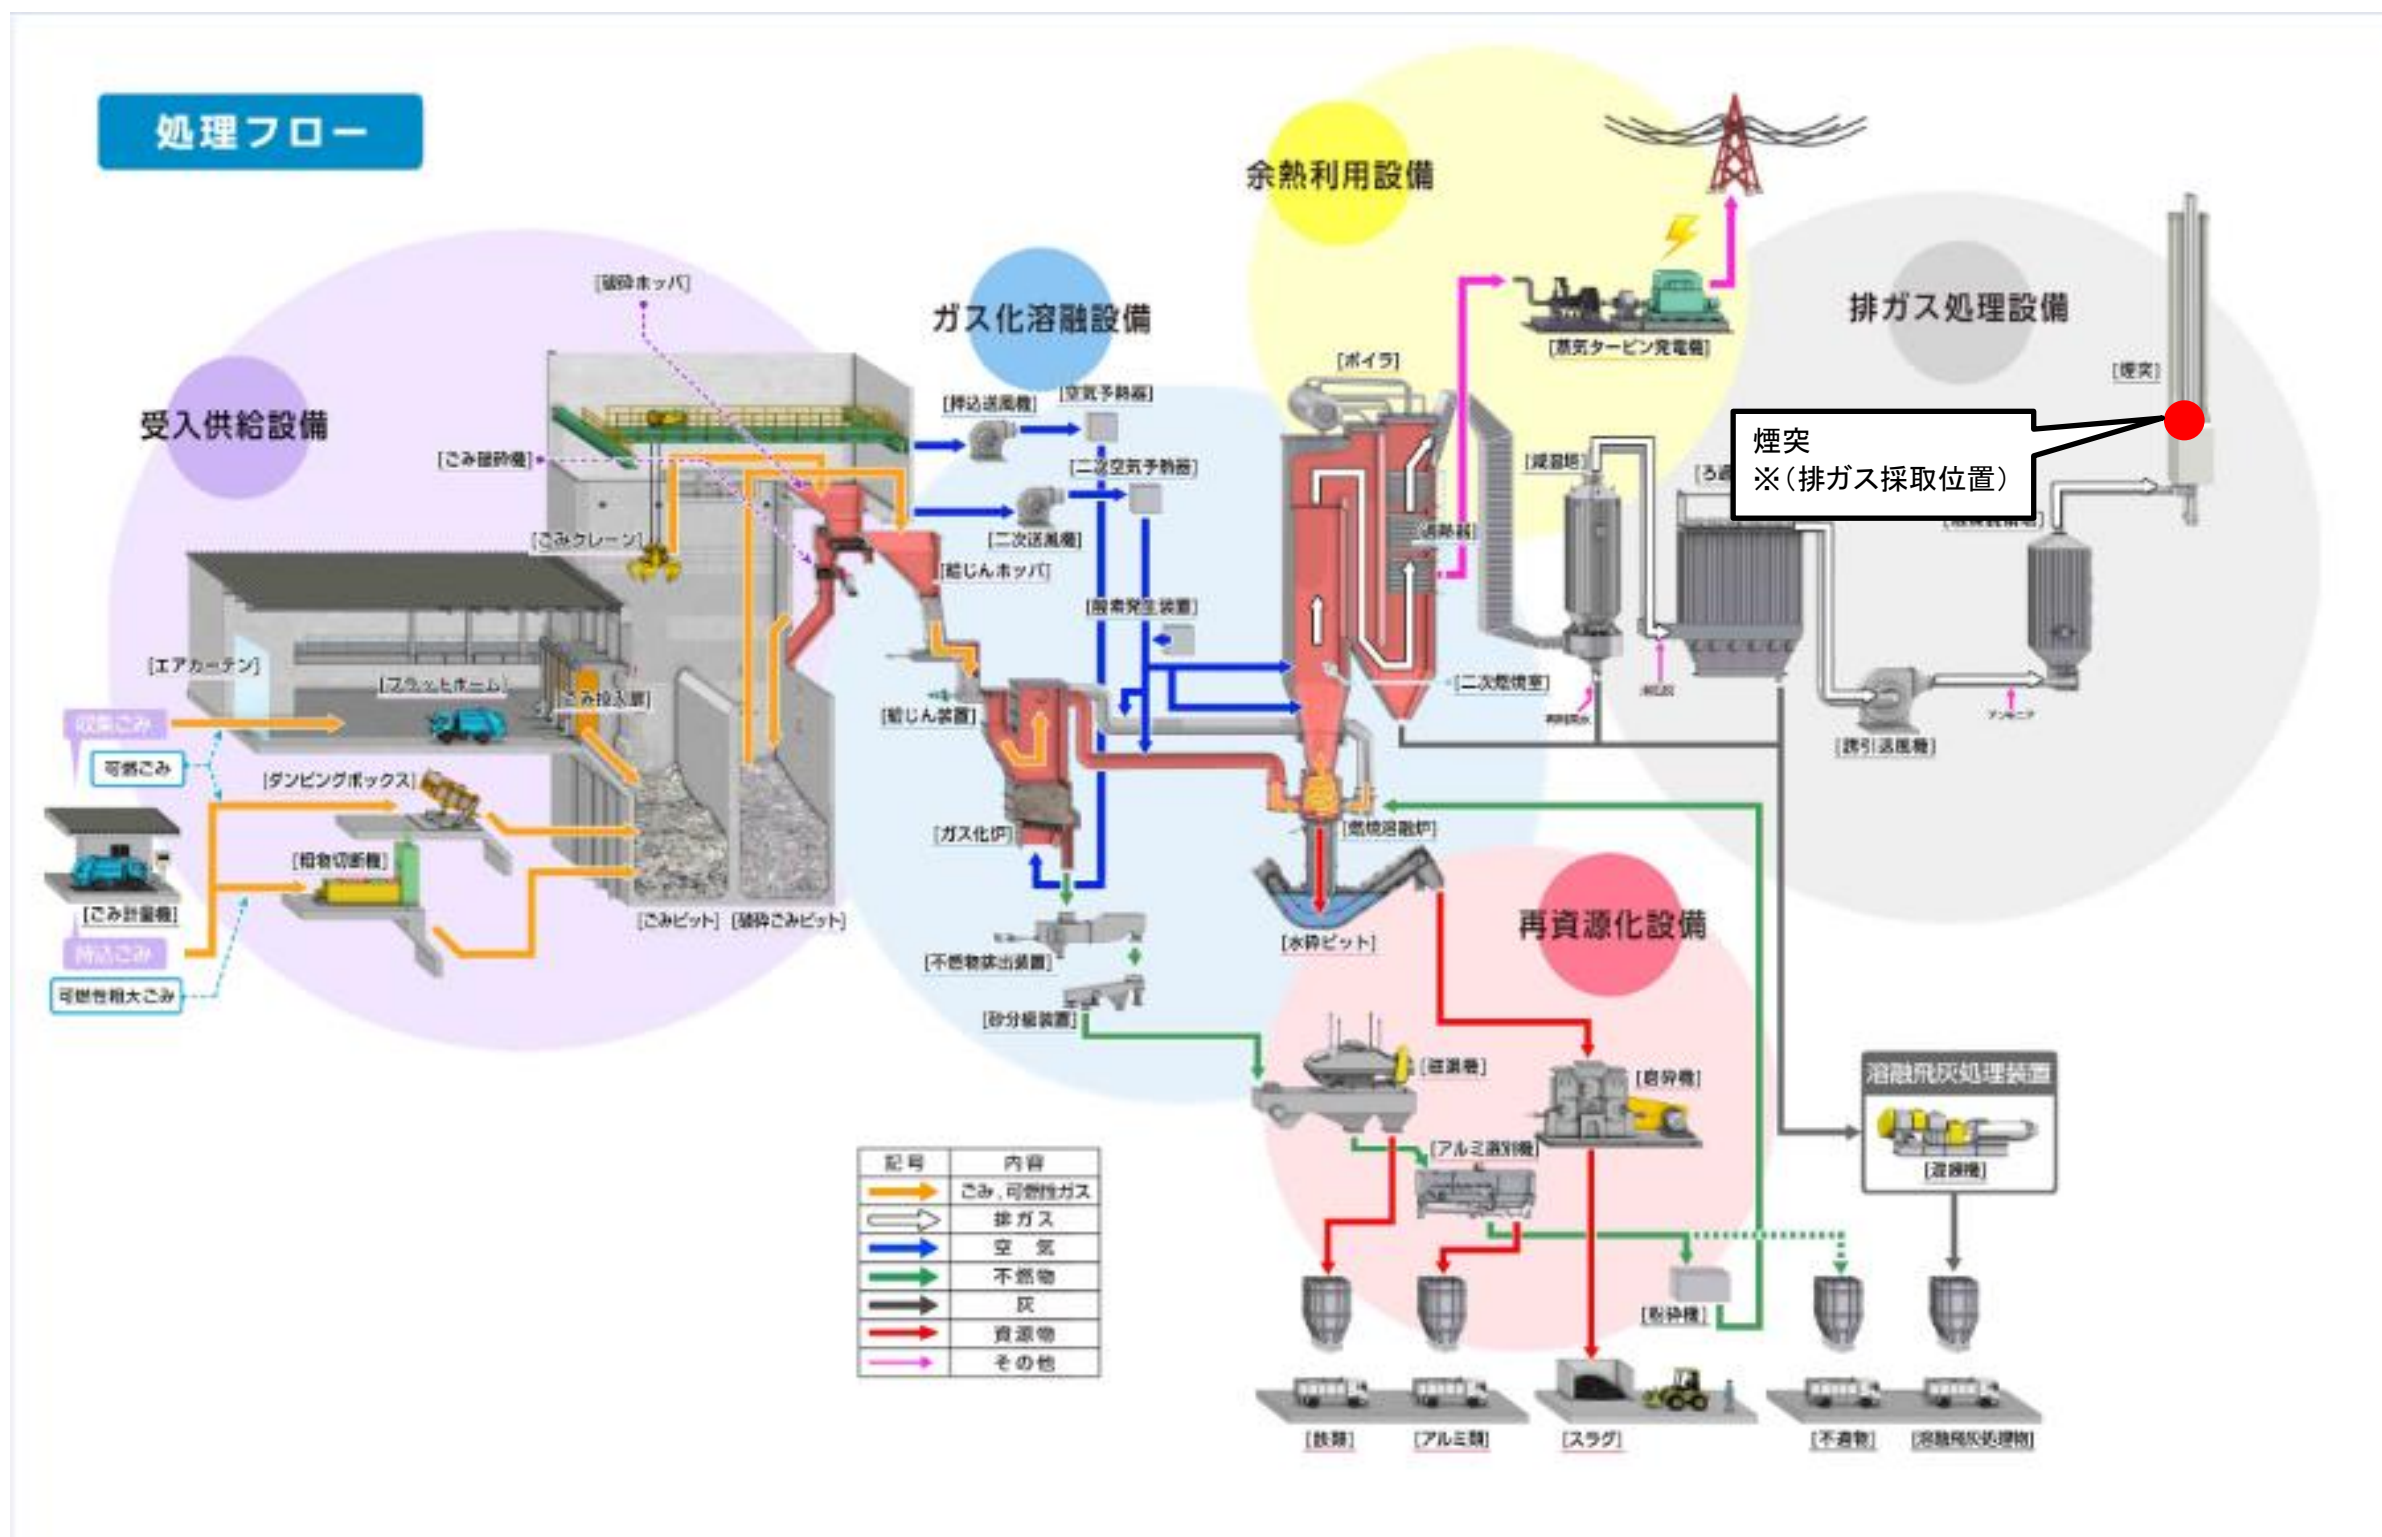 処理フロー
余熱利用設備
ガス化溶融設備
排ガス処理設備
受入供給設備
再資源化設備
[破砕ホッパ]
[ごみ破砕機]
[ごみクレーン]
[エアカーテン]
[プラットホーム]
[ごみ投入扉]
収集ごみ
可燃ごみ
[ダンピングボックス]
[粗物切断機]
[ごみ計量機]
持込ごみ
可燃性粗大ごみ
[ごみピット]
[破砕ごみピット]
[押込送風機]
[空気予熱器]
[二次空気予熱器]
[二次送風機]
[給じんホッパ]
[酸素発生装置]
[給じん装置]
[ガス化炉]
[不燃物排出装置]
[砂分級装置]
[ボイラ]
[過熱器]
[二次燃焼室]
[燃焼溶融炉]
[水砕ピット]
[蒸気タービン発電機]
[減温塔]
[ろ過
煙突
※(排ガス採取位置)
[煙突]
[誘引送風機]
アンモニア
[磁選機]
[磨砕機]
[アルミ選別機]
[粉砕機]
溶融飛灰処理装置
[混練機]
記号 内容
ごみ、可燃性ガス
排ガス
空 気
不燃物
灰
資源物
その他
[鉄類]
[アルミ類]
[スラグ]
[不適物]
[溶融飛灰処理物]